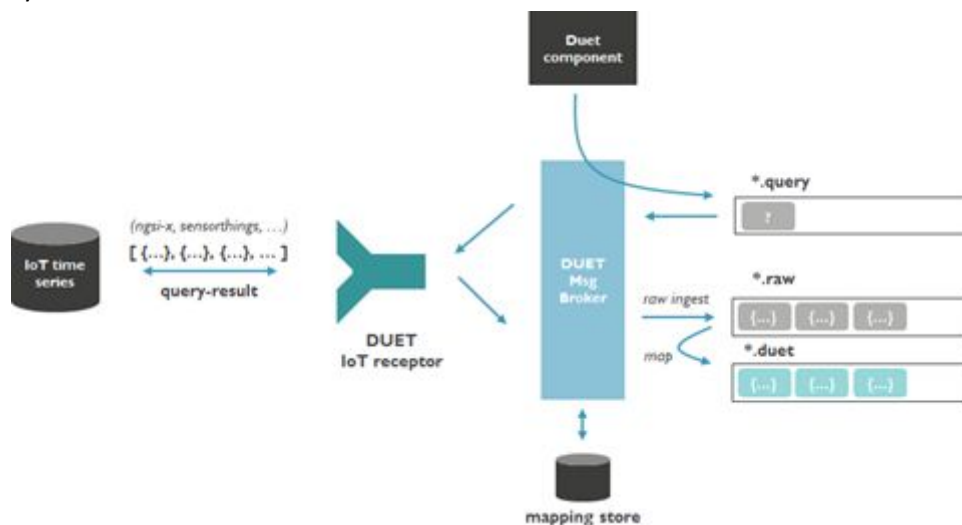 Duet
component
*.query
?
(ngsi-x, sensorthings, ...)
[ {...}, {...}, {...}, ... ]
IoT time
series
query-result
DUET
Msg
Broker
*.raw
raw ingest
{...} {...} {...}
DUET
IoT receptor
map
*.duet
{...} {...} {...}
mapping store